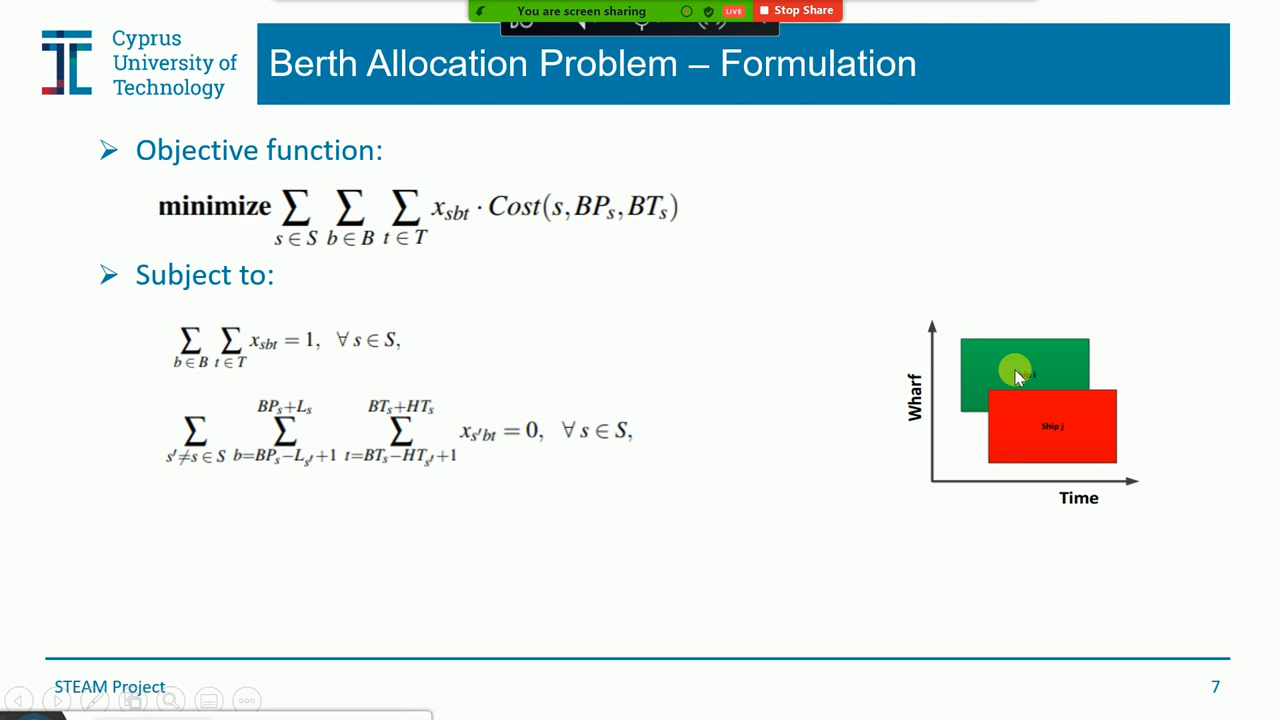 You are screen sharing LIVE Stop Share
Cyprus
University of
Technology
Berth Allocation Problem – Formulation
➢ Objective function:
minimize ∑_{s∈S} ∑_{b∈B} ∑_{t∈T} x_{sbt} · Cost(s, BP_s, BT_s)
➢ Subject to:
∑_{b∈B} ∑_{t∈T} x_{sbt} = 1, ∀ s ∈ S,
∑_{s′≠s∈S} ∑_{b=BP_s−L_{s′}+1}^{BP_s+L_s} ∑_{t=BT_s−HT_{s′}+1}^{BT_s+HT_s} x_{s′bt} = 0, ∀ s ∈ S,
Wharf
Ship j
Time
STEAM Project
7